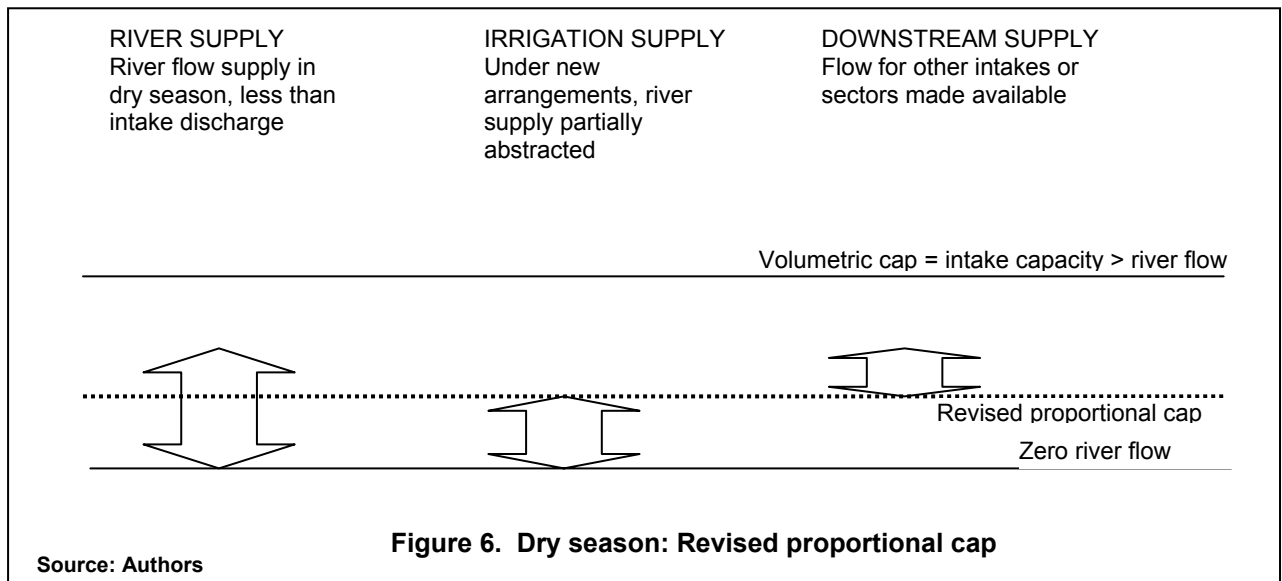 RIVER SUPPLY
River flow supply in
dry season, less than
intake discharge
IRRIGATION SUPPLY
Under new
arrangements, river
supply partially
abstracted
DOWNSTREAM SUPPLY
Flow for other intakes or
sectors made available
Volumetric cap = intake capacity > river flow
Revised proportional cap
Zero river flow
Figure 6. Dry season: Revised proportional cap
Source: Authors